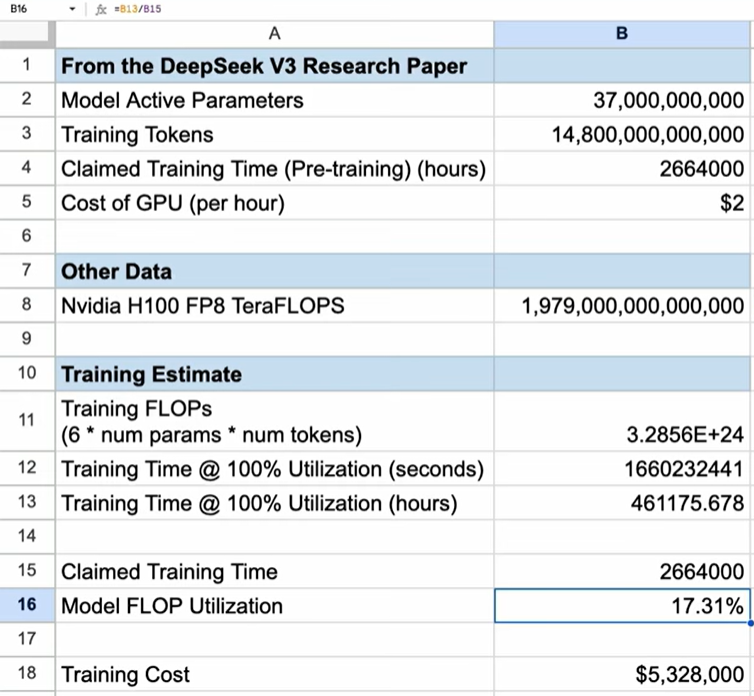 B16 fx =B13/B15
A B
1 From the DeepSeek V3 Research Paper
2 Model Active Parameters 37,000,000,000
3 Training Tokens 14,800,000,000,000
4 Claimed Training Time (Pre-training) (hours) 2664000
5 Cost of GPU (per hour) $2
6
7 Other Data
8 Nvidia H100 FP8 TeraFLOPS 1,979,000,000,000,000
9
10 Training Estimate
11 Training FLOPs
(6 * num params * num tokens) 3.2856E+24
12 Training Time @ 100% Utilization (seconds) 1660232441
13 Training Time @ 100% Utilization (hours) 461175.678
14
15 Claimed Training Time 2664000
16 Model FLOP Utilization 17.31%
17
18 Training Cost $5,328,000